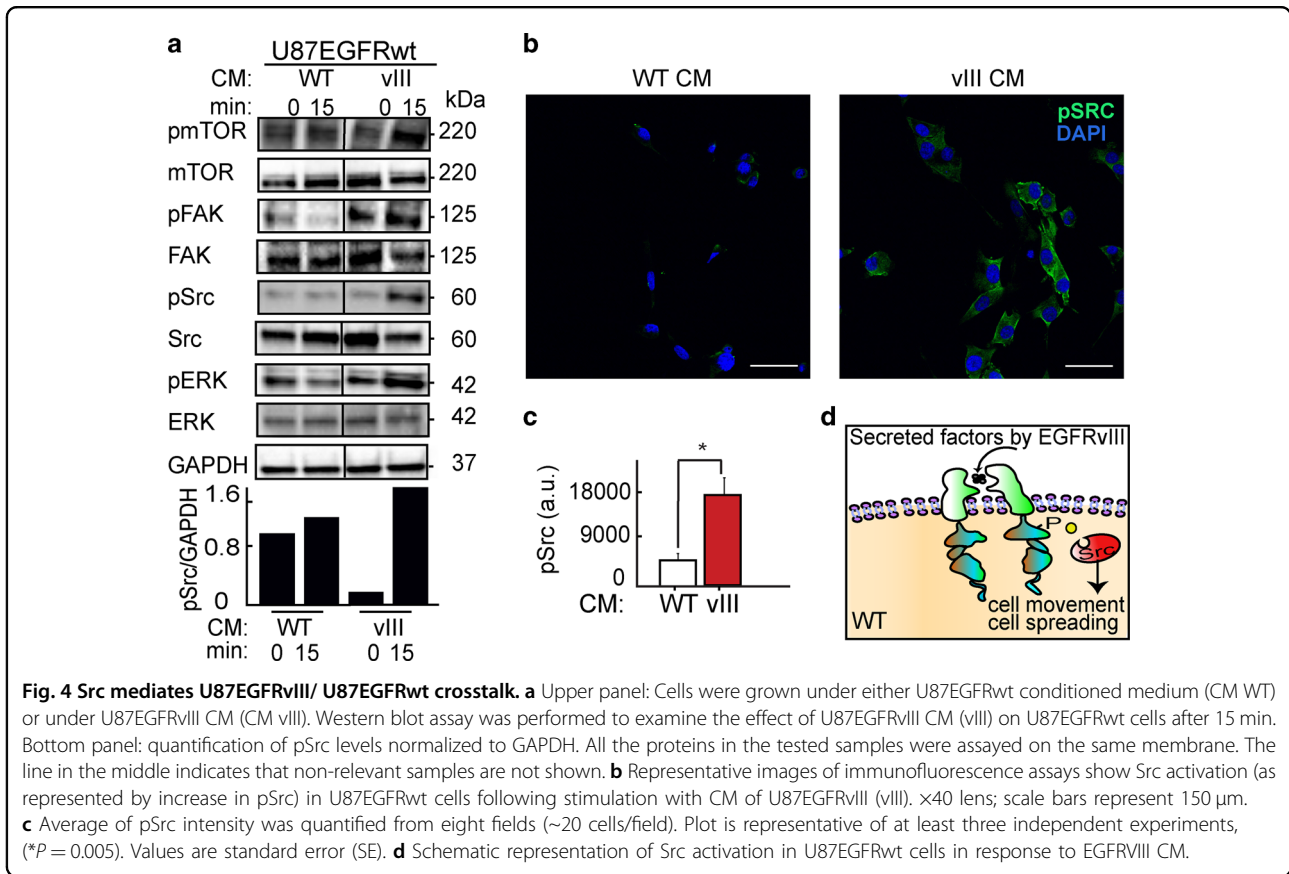 a
U87EGFRwt
CM: WT vIII
min: 0 15 0 15 kDa
pmTOR 220
mTOR 220
pFAK 125
FAK 125
pSrc 60
Src 60
pERK 42
ERK 42
GAPDH 37
pSrc/GAPDH
1.6
0.8
0
CM: WT vIII
min: 0 15 0 15
b
WT CM vIII CM
pSRC
DAPI
c
*
pSrc (a.u.)
18000
9000
0
CM: WT vIII
d
Secreted factors by EGFRvIII
P
Src
cell movement
cell spreading
WT
Fig. 4 Src mediates U87EGFRvIII/ U87EGFRwt crosstalk. a Upper panel: Cells were grown under either U87EGFRwt conditioned medium (CM WT)
or under U87EGFRvIII CM (CM vIII). Western blot assay was performed to examine the effect of U87EGFRvIII CM (vIII) on U87EGFRwt cells after 15 min.
Bottom panel: quantification of pSrc levels normalized to GAPDH. All the proteins in the tested samples were assayed on the same membrane. The
line in the middle indicates that non-relevant samples are not shown. b Representative images of immunofluorescence assays show Src activation (as
represented by increase in pSrc) in U87EGFRwt cells following stimulation with CM of U87EGFRvIII (vIII). ×40 lens; scale bars represent 150 µm.
c Average of pSrc intensity was quantified from eight fields (~20 cells/field). Plot is representative of at least three independent experiments,
(*P = 0.005). Values are standard error (SE). d Schematic representation of Src activation in U87EGFRwt cells in response to EGFRVIII CM.